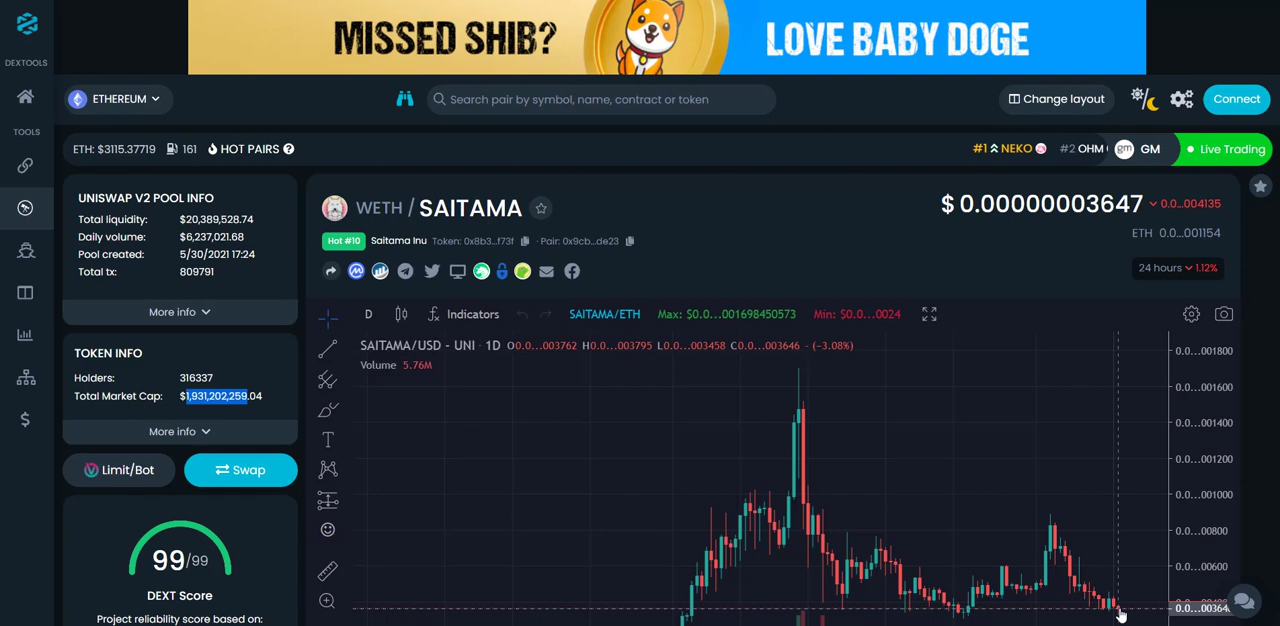 MISSED SHIB?
LOVE BABY DOGE
DEXTOOLS
TOOLS
ETHEREUM
Search pair by symbol, name, contract or token
Change layout
Connect
ETH: $3115.37719 161 HOT PAIRS
#1 NEKO #2 OHM gm GM Live Trading
UNISWAP V2 POOL INFO
Total liquidity: $20,389,528.74
Daily volume: $6,237,021.68
Pool created: 5/30/2021 17:24
Total tx: 809791
More info
TOKEN INFO
Holders: 316337
Total Market Cap: $1,931,202,259.04
More info
Limit/Bot
Swap
99/99
DEXT Score
Project reliability score based on:
WETH / SAITAMA
Hot #10 Saitama Inu Token: 0x8b3...f73f · Pair: 0x9cb...de23
$ 0.00000003647 0.0...004135
ETH 0.0...001154
24 hours 1.12%
D Indicators SAITAMA/ETH Max: $0.0...001698450573 Min: $0.0...0024
SAITAMA/USD - UNI · 1D O0.0...003762 H0.0...003795 L0.0...003458 C0.0...003646 - (−3.08%)
Volume 5.76M
0.0...001800
0.0...001600
0.0...001400
0.0...001200
0.0...001000
0.0...00800
0.0...00600